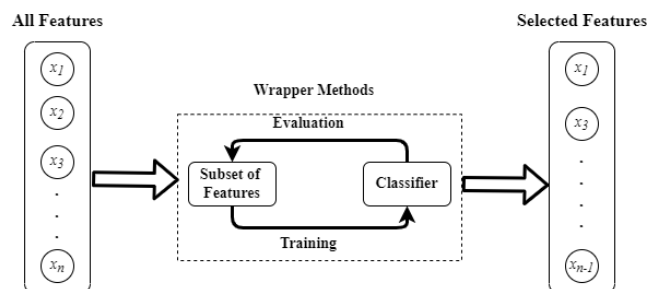 All Features
Selected Features
x1
x2
x3
.
.
.
xn
Wrapper Methods
Evaluation
Subset of
Features
Classifier
Training
x1
x3
.
.
.
.
xn-1